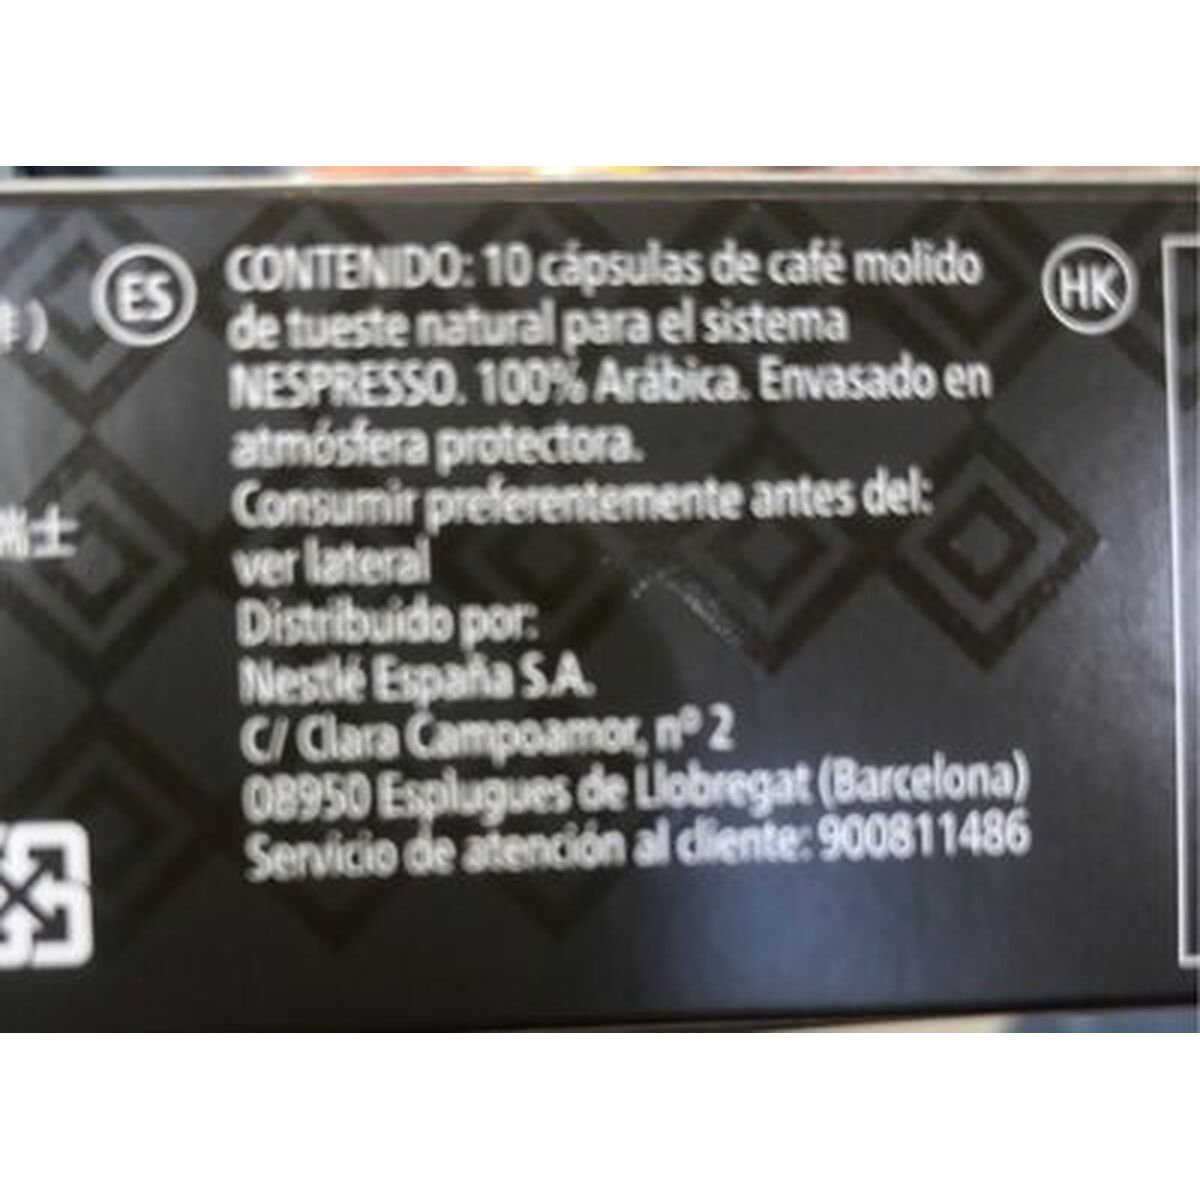 ES
CONTENIDO: 10 cápsulas de café molido
de tueste natural para el sistema
NESPRESSO. 100% Arábica. Envasado en
atmósfera protectora.
Consumir preferentemente antes del:
ver lateral
Distribuido por:
Nestlé España S.A.
C/ Clara Campoamor, nº 2
08950 Esplugues de Llobregat (Barcelona)
Servicio de atención al cliente: 900811486
HK